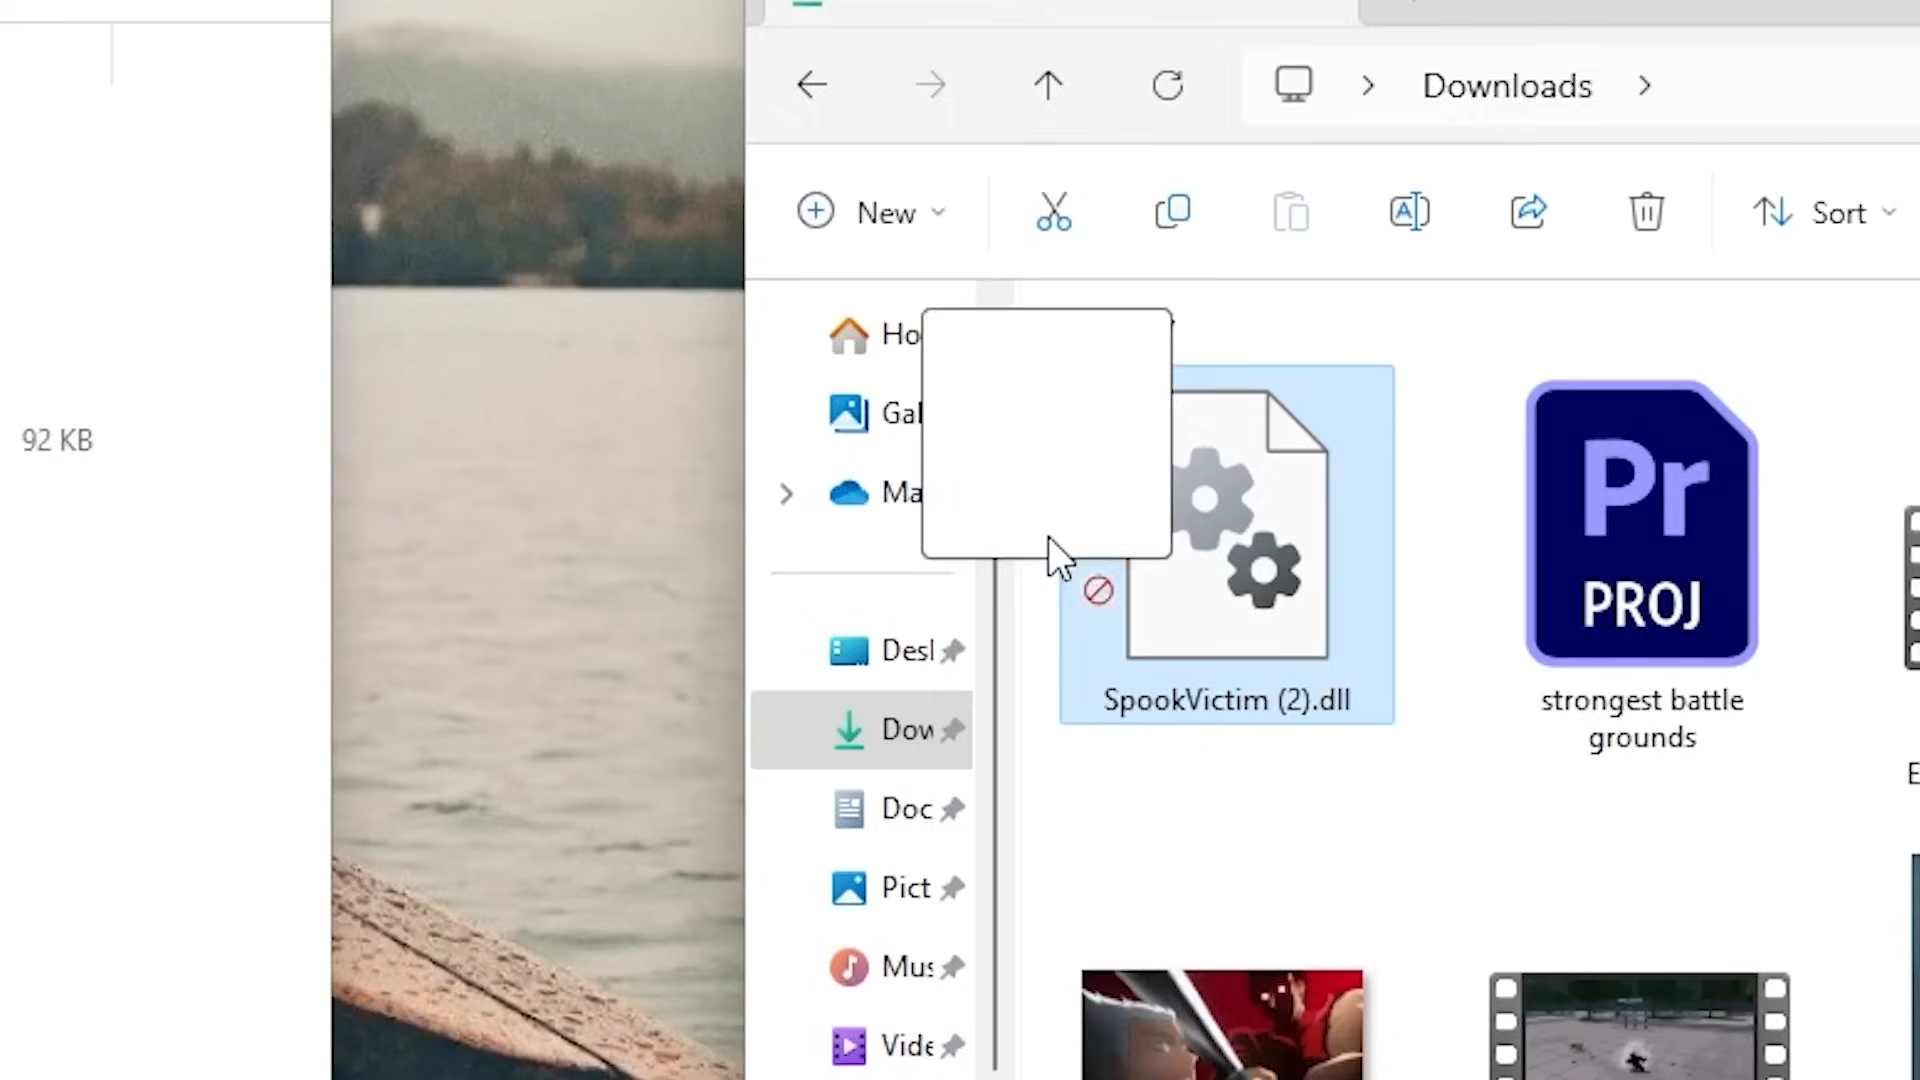 Downloads
New
Sort
Ho
Gal
92 KB
Ma
Pr
PROJ
Desl
SpookVictim (2).dll
strongest battle
grounds
Dow
Doc
Pict
Mus
Vide